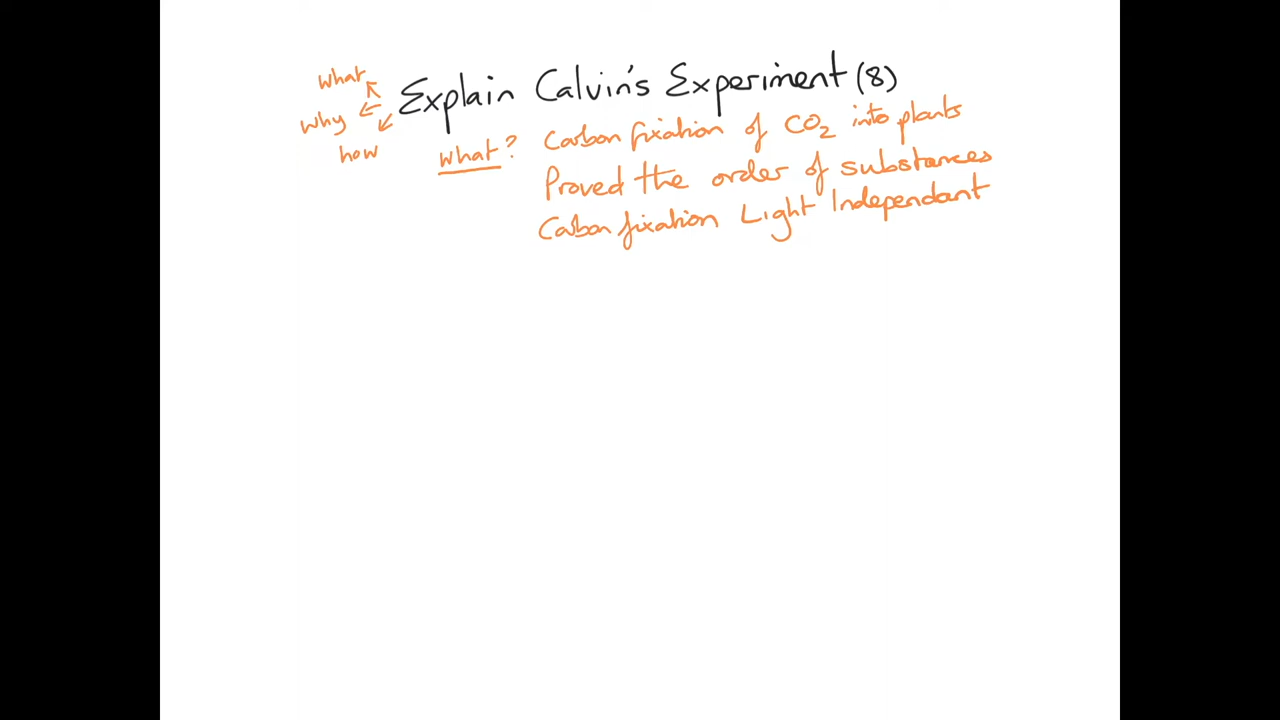 what
Explain Calvin's Experiment (8)
why
how
what? Carbon fixation of CO2 into plants
Proved the order of substances
Carbon fixation Light Independant